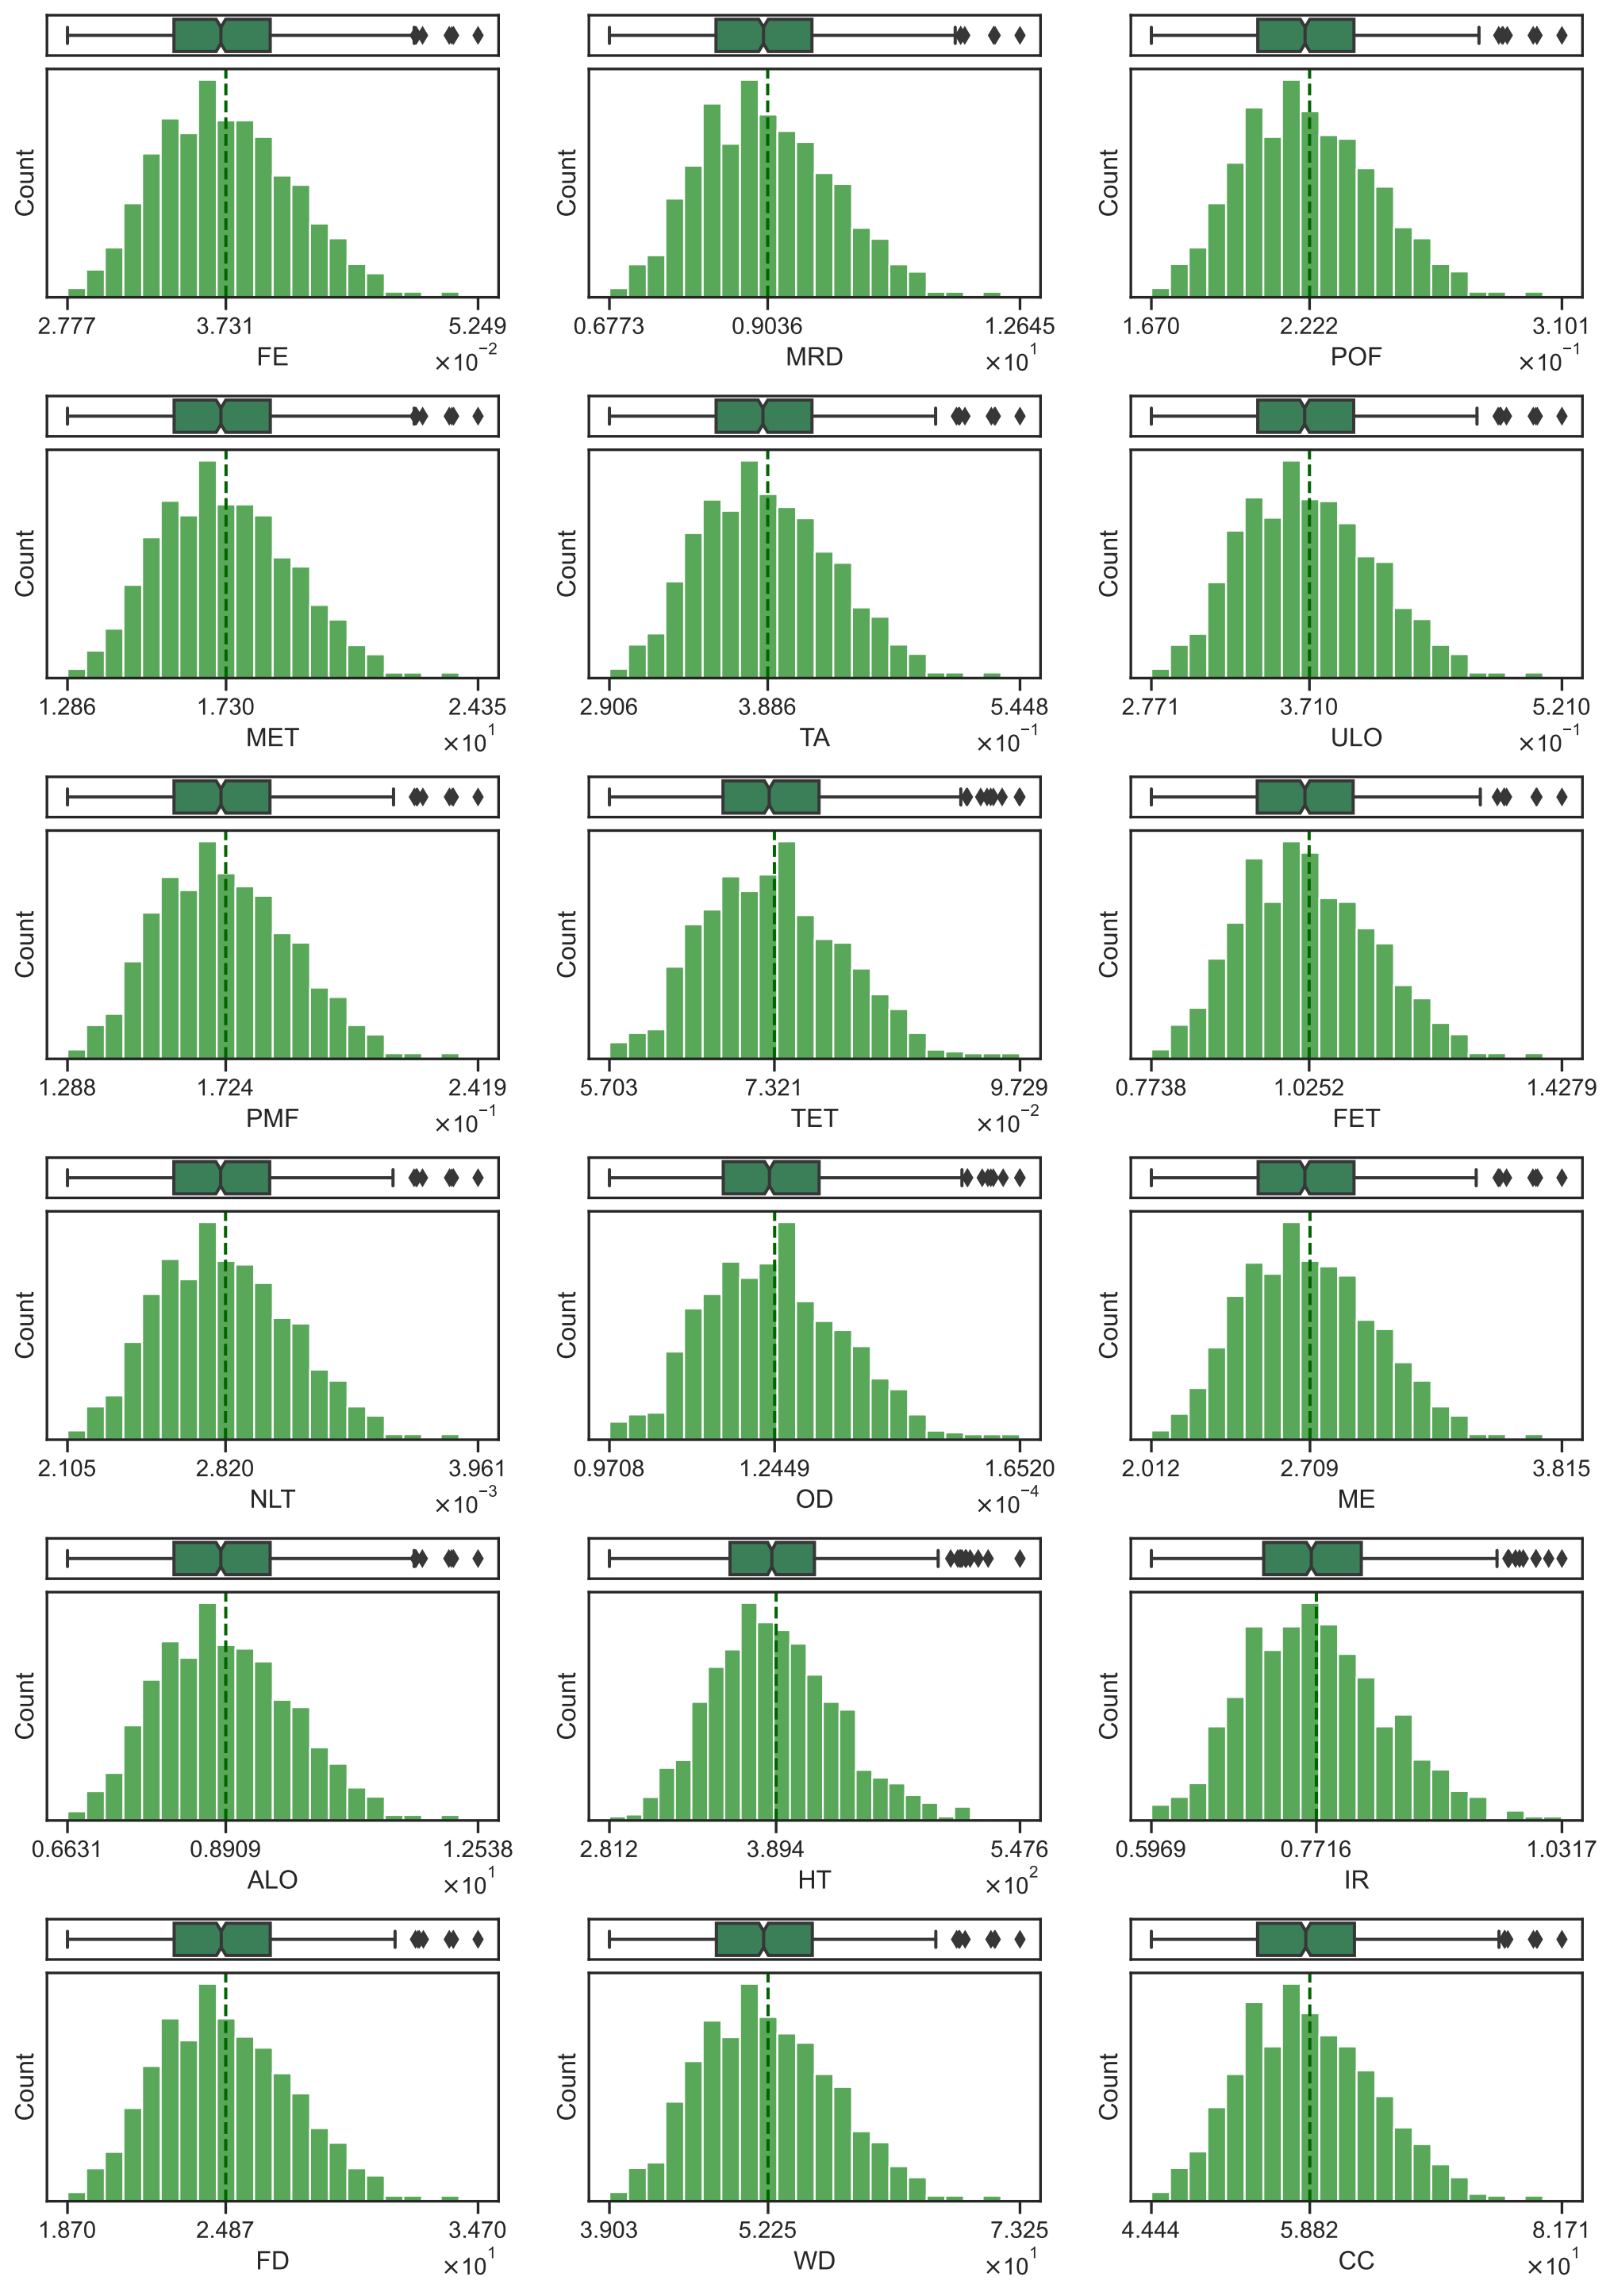 Count
Count
Count
2.777 3.731 5.249
0.6773 0.9036 1.2645
1.670 2.222 3.101
FE ×10−2
MRD ×101
POF ×10−1
Count
Count
Count
1.286 1.730 2.435
2.906 3.886 5.448
2.771 3.710 5.210
MET ×101
TA ×10−1
ULO ×10−1
Count
Count
Count
1.288 1.724 2.419
5.703 7.321 9.729
0.7738 1.0252 1.4279
PMF ×10−1
TET ×10−2
FET
Count
Count
Count
2.105 2.820 3.961
0.9708 1.2449 1.6520
2.012 2.709 3.815
NLT ×10−3
OD ×10−4
ME
Count
Count
Count
0.6631 0.8909 1.2538
2.812 3.894 5.476
0.5969 0.7716 1.0317
ALO ×101
HT ×102
IR
Count
Count
Count
1.870 2.487 3.470
3.903 5.225 7.325
4.444 5.882 8.171
FD ×101
WD ×101
CC ×101